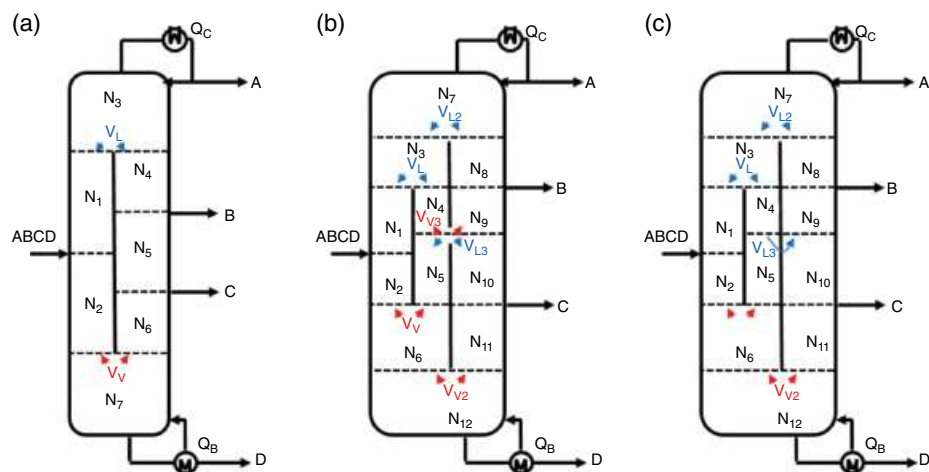 (a)
Q_C
A
N_3
V_L
N_4
N_1
B
ABCD
N_5
C
N_2
N_6
V_V
N_7
Q_B
D
(b)
Q_C
A
N_7
V_L2
N_3
V_L
N_8
B
N_4
N_1
V_V3
N_9
ABCD
V_L3
N_5
N_2
N_10
C
V_V
N_6
N_11
V_V2
N_12
Q_B
D
(c)
Q_C
A
N_7
V_L2
N_3
V_L
N_8
B
N_4
N_1
N_9
ABCD
V_L3
N_5
N_2
N_10
C
N_6
N_11
V_V2
N_12
Q_B
D